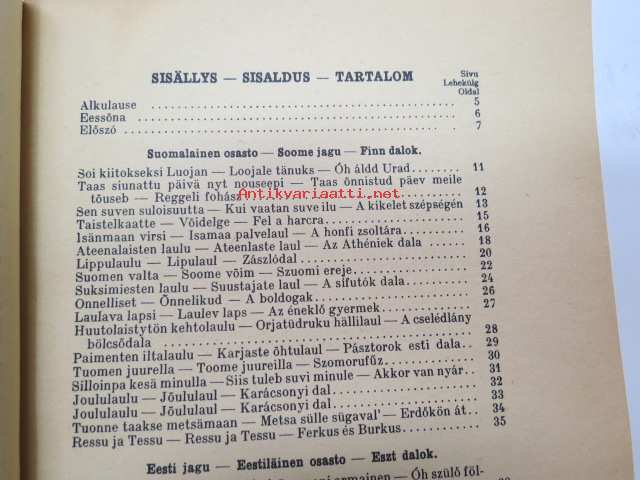 SISÄLLYS — SISALDUS — TARTALOM
Sivu
Lehekülg
Oldal
Alkulause 5
Eessõna 6
Előszó 7
Suomalainen osasto — Soome jagu — Finn dalok.
Soi kiitokseksi Luojan — Loojale tänuks — Óh áldd Urad 11
Taas siunattu päivä nyt nouseepi — Taas õnnistud päev meile
tõuseb — Reggeli fohász 12
Antikvariaatti.net
Sen suven suloisuutta — Kui vaatan suve ilu — A kikelet szépségén 13
Taistelkaatte — Võidelge — Fel a harcra 15
Isänmaan virsi — Isamaa palvelaul — A honfi zsoltára 16
Ateenalaisten laulu — Ateenlaste laul — Az Athéniek dala 18
Lippulaulu — Lipulaul — Zászlódal 20
Suomen valta — Soome võim — Szuomi ereje 22
Suksimiesten laulu — Suustajate laul — A sífutók dala 24
Onnelliset — Õnnelikud — A boldogak 26
Laulava lapsi — Laulev laps — Az éneklő gyermek 27
Huutolaistytön kehtolaulu — Orjatüdruku hällilaul — A cselédlány
bölcsődala 28
Paimenten iltalaulu — Karjaste õhtulaul — Pásztorok esti dala 29
Tuomen juurella — Toome juureilla — Szomorufűz 30
Silloinpa kesä minulla — Siis tuleb suvi minule — Akkor van nyár 31
Joululaulu — Jõululaul — Karácsonyi dal 32
Joululaulu — Jõululaul — Karácsonyi dal 33
Tuonne taakse metsämaan — Metsa sülle sügaval' — Erdőkön át 34
Ressu ja Tessu — Ressu ja Tessu — Ferkus és Burkus 35
Eesti jagu — Eestiläinen osasto — Eszt dalok.
Óh szülő föl-